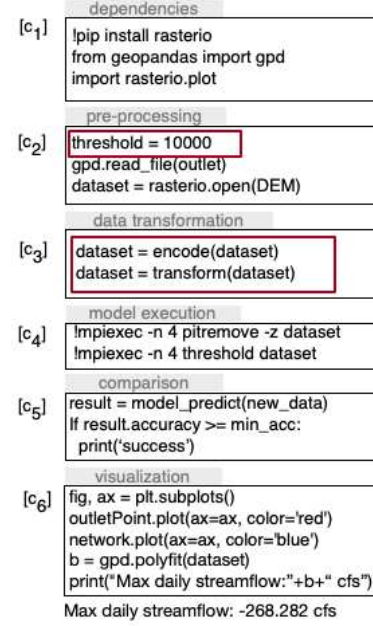 dependencies
[c1]
!pip install rasterio
from geopandas import gpd
import rasterio.plot
pre-processing
[c2]
threshold = 10000
gpd.read_file(outlet)
dataset = rasterio.open(DEM)
data transformation
[c3]
dataset = encode(dataset)
dataset = transform(dataset)
model execution
[c4]
!mpiexec -n 4 pitremove -z dataset
!mpiexec -n 4 threshold dataset
comparison
[c5]
result = model_predict(new_data)
If result.accuracy >= min_acc:
print('success')
visualization
[c6]
fig, ax = plt.subplots()
outletPoint.plot(ax=ax, color='red')
network.plot(ax=ax, color='blue')
b = gpd.polyfit(dataset)
print("Max daily streamflow:"+b+" cfs")
Max daily streamflow: -268.282 cfs